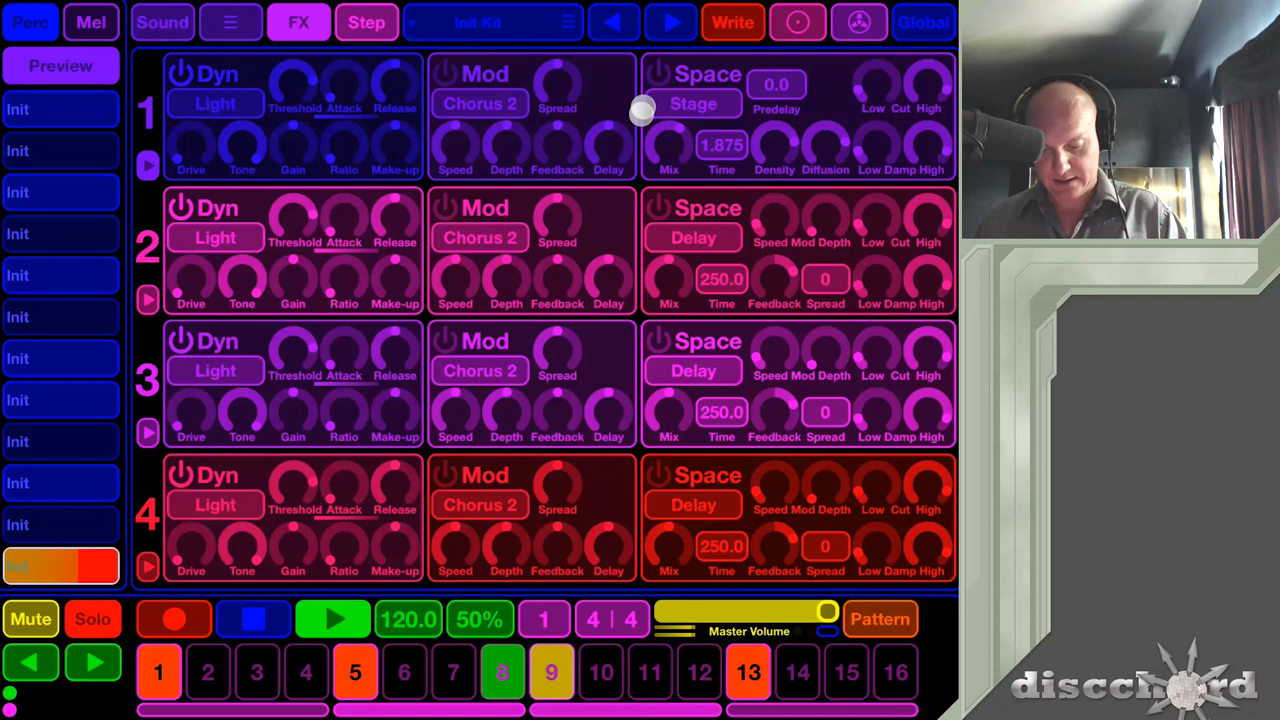 Perc Mel Sound FX Step Init Kit Write Global
Preview
Init
Init
Init
Init
Init
Init
Init
Init
Init
Init
Init
Init
1
Dyn Mod Space 0.0
Light Threshold Attack Release Chorus 2 Spread Stage Predelay Low Cut High
1.875
Drive Tone Gain Ratio Make-up Speed Depth Feedback Delay Mix Time Density Diffusion Low Damp High
2
Dyn Mod Space
Light Threshold Attack Release Chorus 2 Spread Delay Speed Mod Depth Low Cut High
250.0 0
Drive Tone Gain Ratio Make-up Speed Depth Feedback Delay Mix Time Feedback Spread Low Damp High
3
Dyn Mod Space
Light Threshold Attack Release Chorus 2 Spread Delay Speed Mod Depth Low Cut High
250.0 0
Drive Tone Gain Ratio Make-up Speed Depth Feedback Delay Mix Time Feedback Spread Low Damp High
4
Dyn Mod Space
Light Threshold Attack Release Chorus 2 Spread Delay Speed Mod Depth Low Cut High
250.0 0
Drive Tone Gain Ratio Make-up Speed Depth Feedback Delay Mix Time Feedback Spread Low Damp High
Mute Solo 120.0 50% 1 4 | 4 Master Volume Pattern
1 2 3 4 5 6 7 8 9 10 11 12 13 14 15 16
discchord